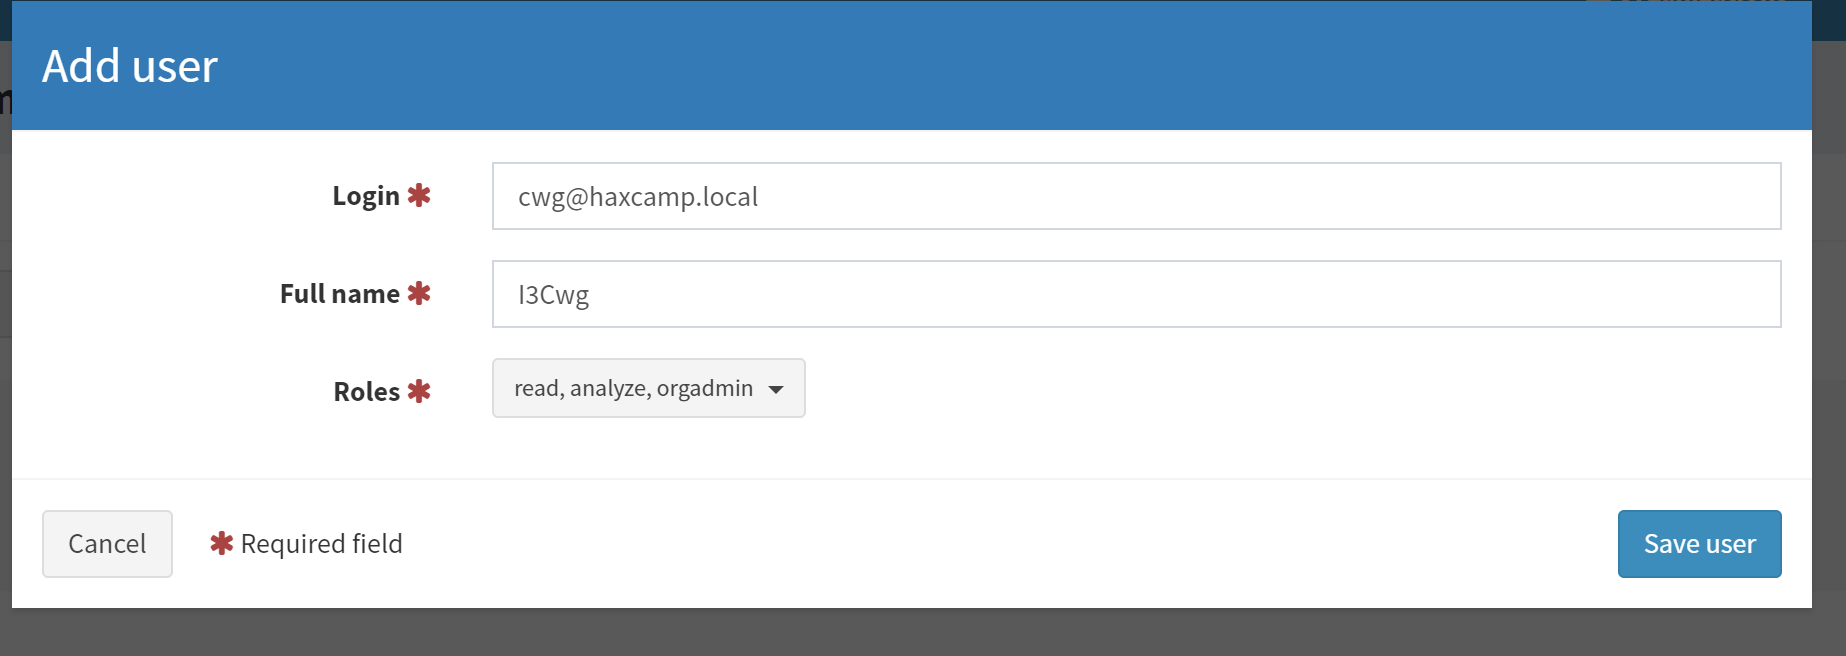 Add user
Login ✱
cwg@haxcamp.local
Full name ✱
I3Cwg
Roles ✱
read, analyze, orgadmin
Cancel
✱ Required field
Save user